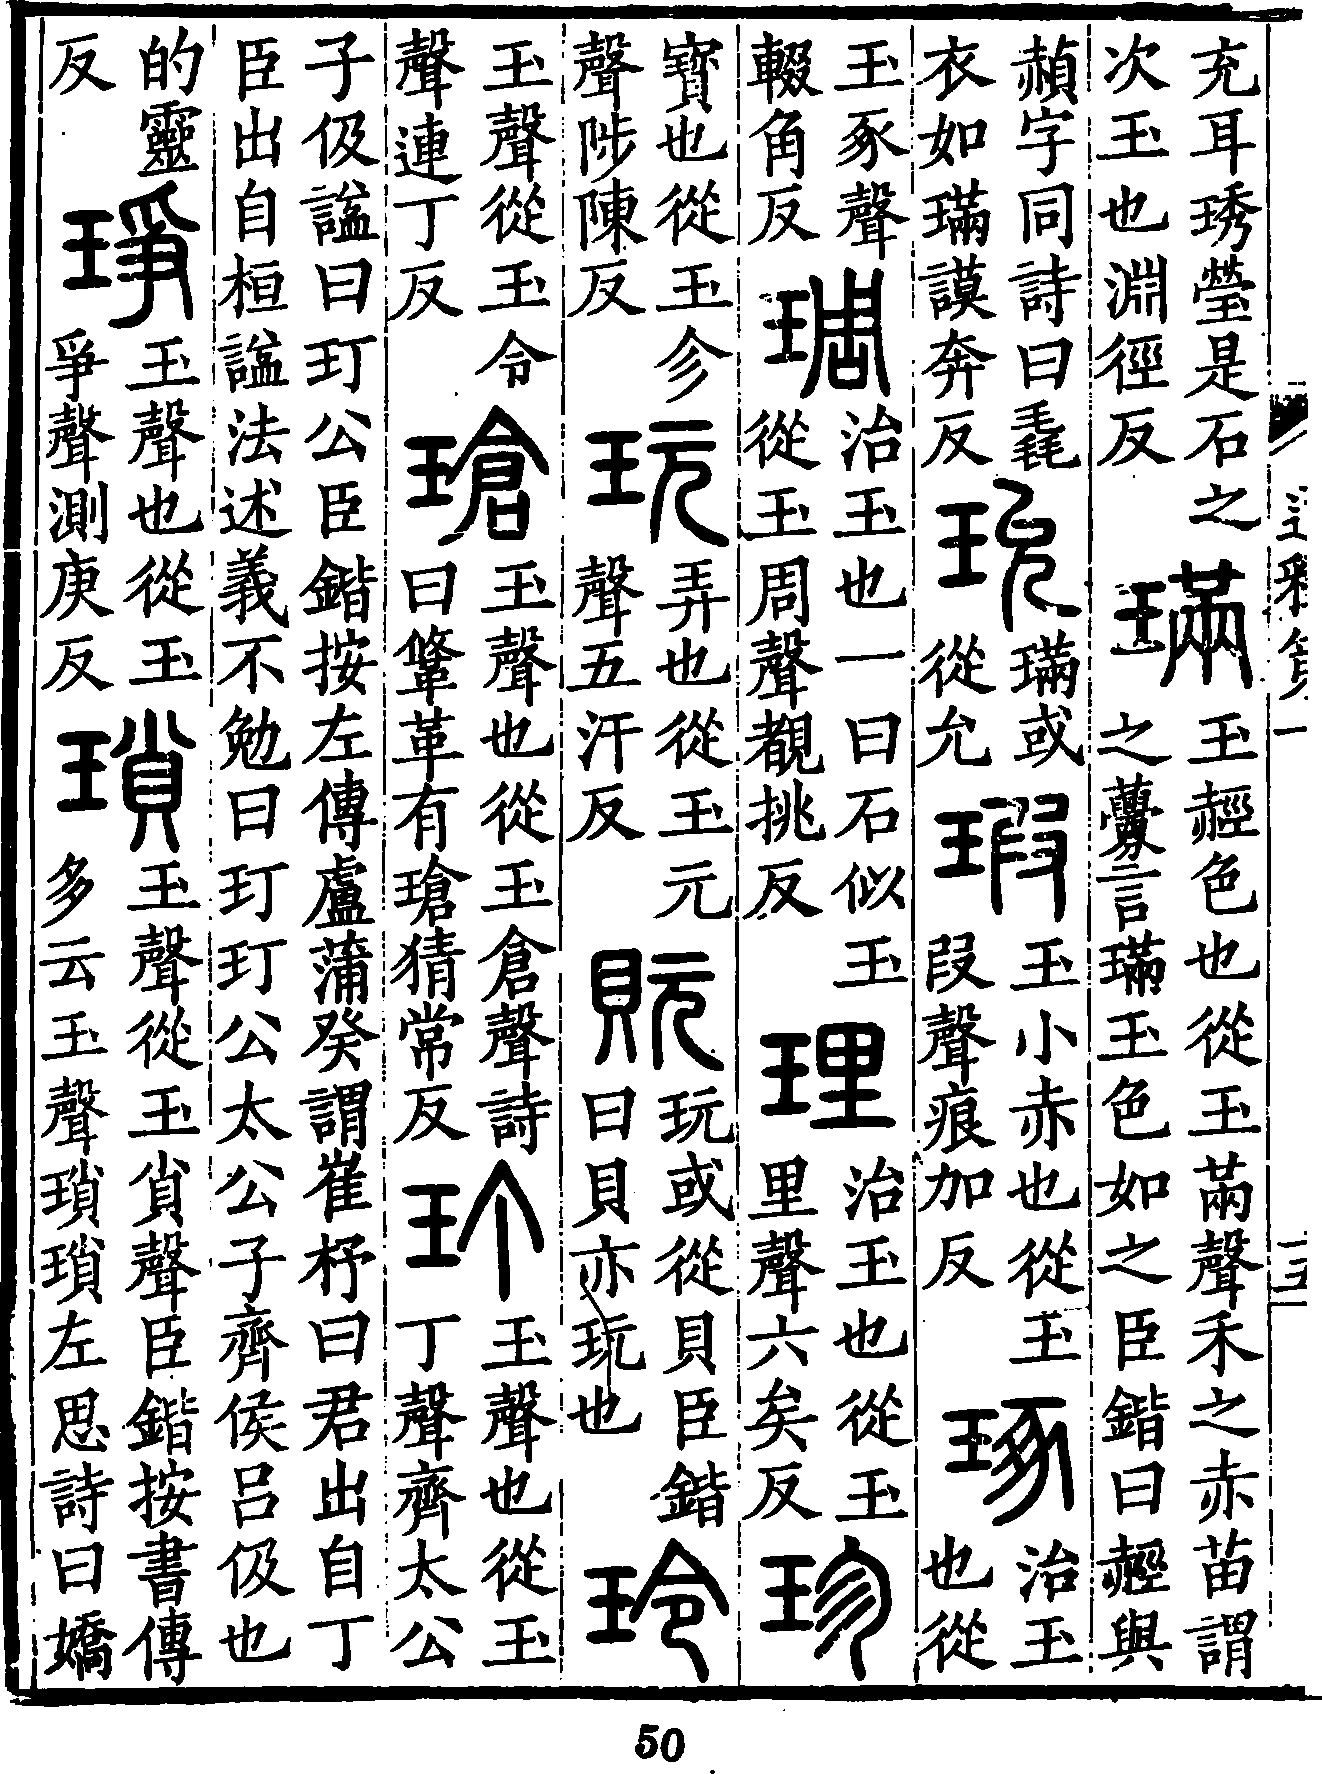 充耳琇瑩是石之
次玉也淵徑反
璊
玉䞓色也從玉㒼聲禾之赤苗謂
之虋言璊玉色如之臣鍇曰䞓與
赬字同詩曰毳
衣如璊謨奔反
玧
璊或
從允
瑕
玉小赤也從玉
叚聲痕加反
琢
治玉
也從
玉豖聲
輟角反
琱
治玉也一曰石似玉
從玉周聲覩挑反
理
治玉也從玉
里聲六矣反
珍
寶也從玉㐱
聲陟陳反
玩
弄也從玉元
聲五汗反
貦
玩或從貝臣鍇
曰貝亦玩也
玲
玉聲從玉令
聲連丁反
瑲
玉聲也從玉倉聲詩
曰鞗革有瑲猜常反
玎
玉聲也從玉
丁聲齊太公
子伋諡曰玎公臣鍇按左傳盧蒲癸謂崔杼曰君出自丁
臣出自桓諡法述義不勉曰玎玎公太公子齊侯呂伋也
的靈
反
琤
玉聲也從玉
爭聲測庚反
瑣
玉聲從玉𧴪聲臣鍇按書傳
多云玉聲瑣瑣左思詩曰嬌
50